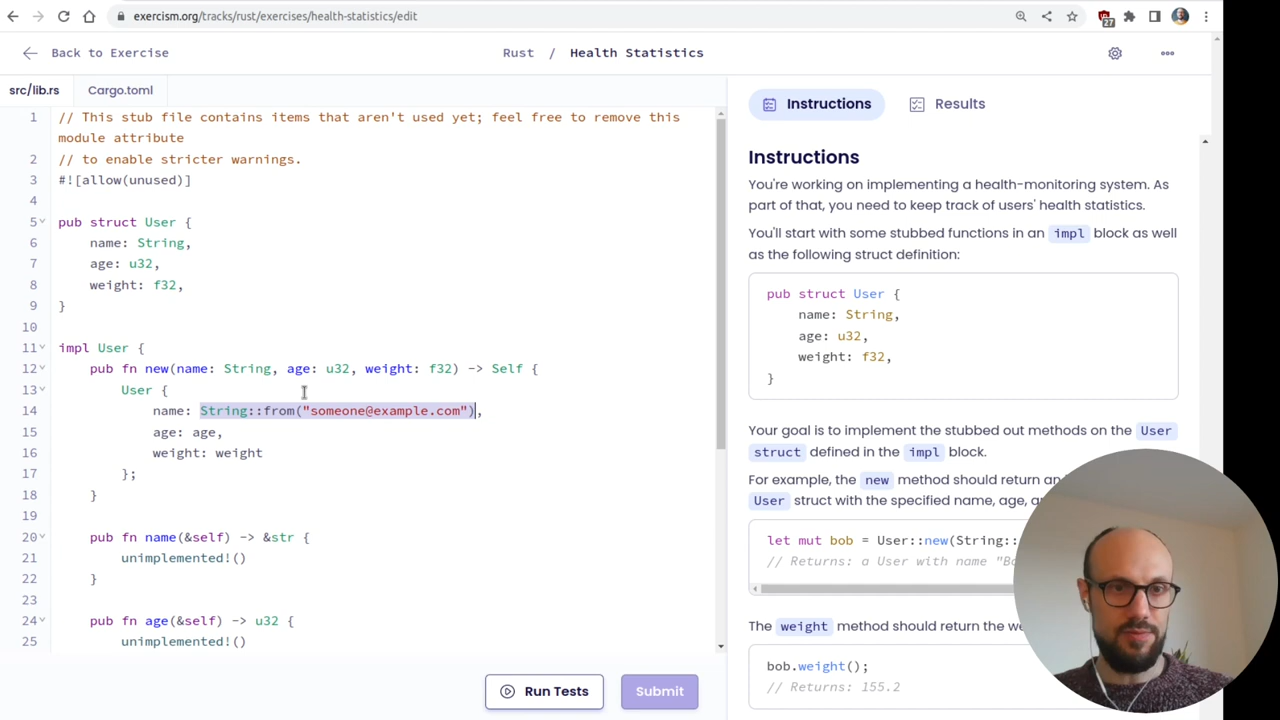 exercism.org/tracks/rust/exercises/health-statistics/edit
27
Back to Exercise
Rust / Health Statistics
src/lib.rs
Cargo.toml
1 // This stub file contains items that aren't used yet; feel free to remove this
module attribute
2 // to enable stricter warnings.
3 #![allow(unused)]
4
5 pub struct User {
6 name: String,
7 age: u32,
8 weight: f32,
9 }
10
11 impl User {
12 pub fn new(name: String, age: u32, weight: f32) -> Self {
13 User {
14 name: String::from("someone@example.com"),
15 age: age,
16 weight: weight
17 };
18 }
19
20 pub fn name(&self) -> &str {
21 unimplemented!()
22 }
23
24 pub fn age(&self) -> u32 {
25 unimplemented!()
Run Tests
Submit
Instructions
Results
Instructions
You're working on implementing a health-monitoring system. As
part of that, you need to keep track of users' health statistics.
You'll start with some stubbed functions in an impl block as well
as the following struct definition:
pub struct User {
name: String,
age: u32,
weight: f32,
}
Your goal is to implement the stubbed out methods on the User
struct defined in the impl block.
For example, the new method should return an
User struct with the specified name, age,
let mut bob = User::new(String::
// Returns: a User with name
The weight method should return the
bob.weight();
// Returns: 155.2